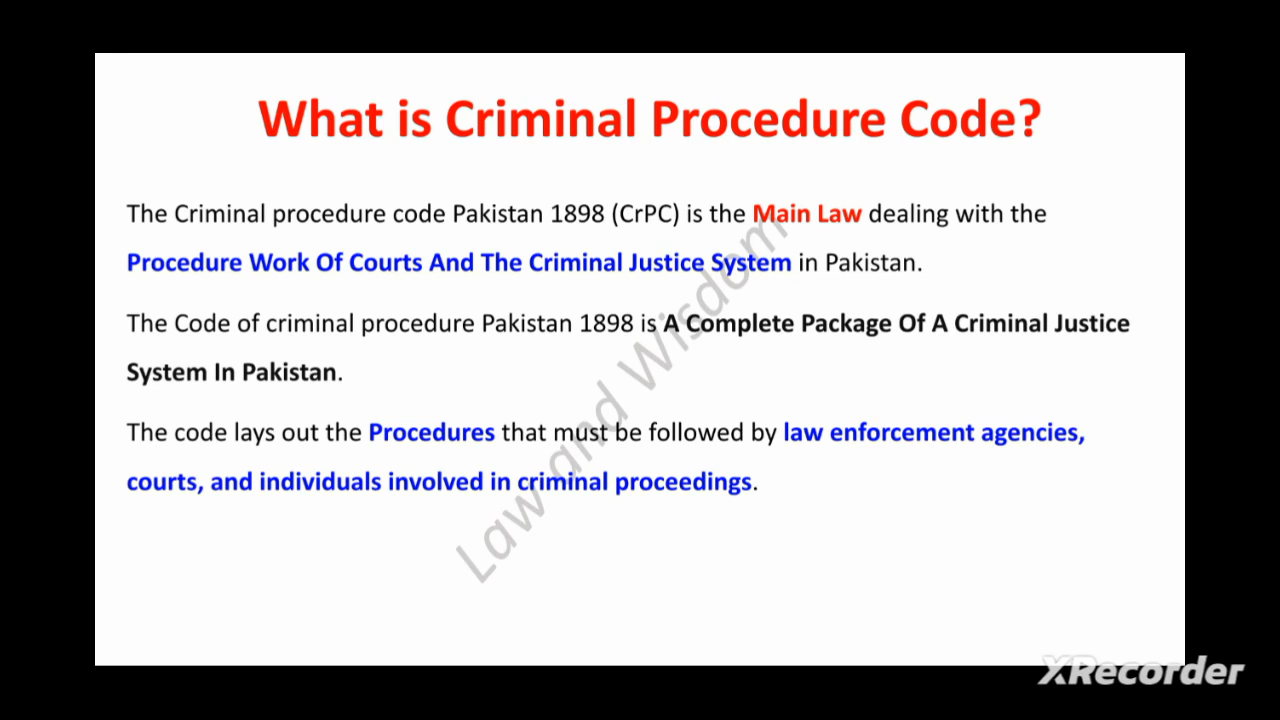 What is Criminal Procedure Code?
The Criminal procedure code Pakistan 1898 (CrPC) is the Main Law dealing with the
Procedure Work Of Courts And The Criminal Justice System in Pakistan.
The Code of criminal procedure Pakistan 1898 is A Complete Package Of A Criminal Justice
System In Pakistan.
The code lays out the Procedures that must be followed by law enforcement agencies,
courts, and individuals involved in criminal proceedings.
Law and Wisdom
XRecorder